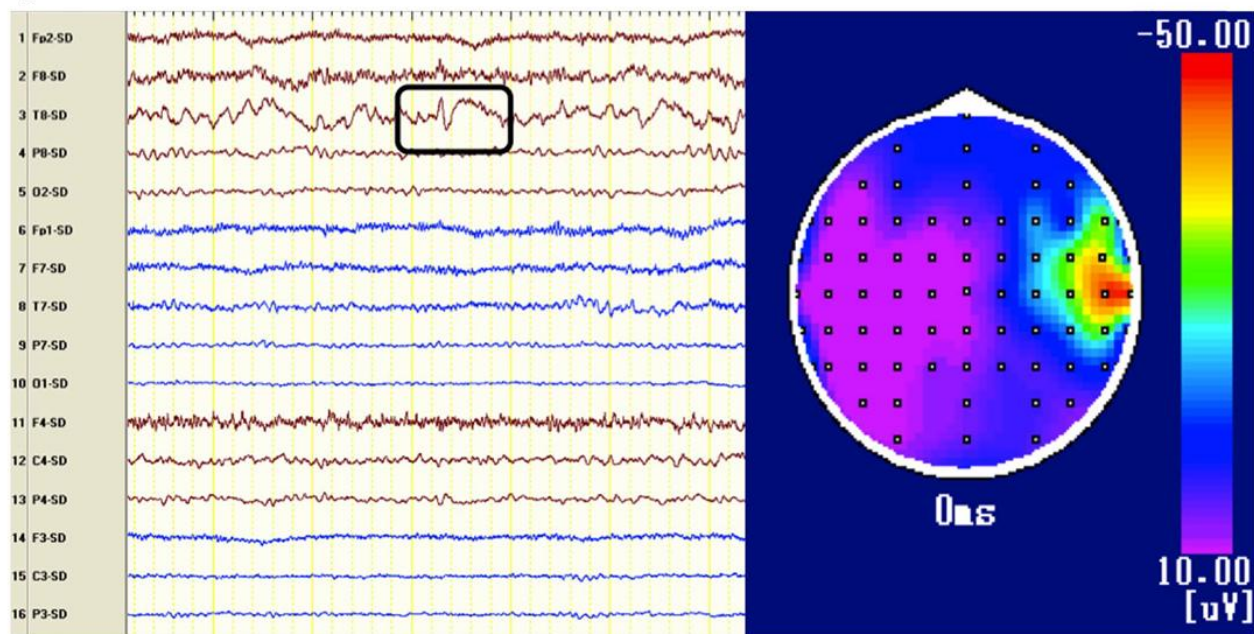 1 Fp2-SD
2 F8-SD
3 T8-SD
4 P8-SD
5 O2-SD
6 Fp1-SD
7 F7-SD
8 T7-SD
9 P7-SD
10 O1-SD
11 F4-SD
12 C4-SD
13 P4-SD
14 F3-SD
15 C3-SD
16 P3-SD
-50.00
0ms
10.00
[uV]